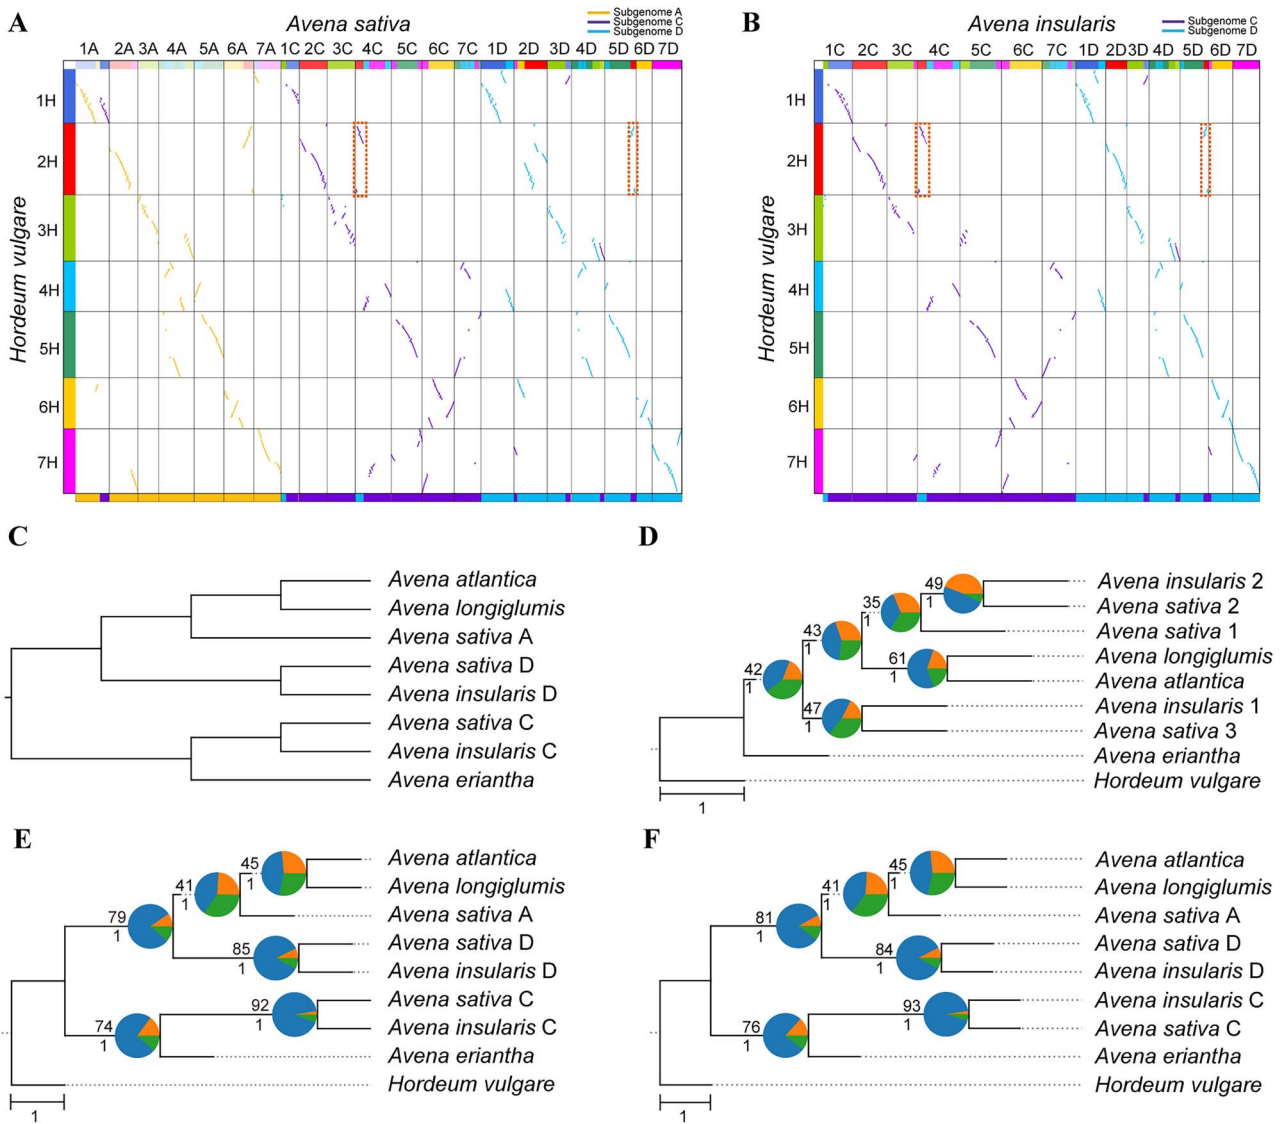 A
Avena sativa
Subgenome A
Subgenome C
Subgenome D
1A 2A 3A 4A 5A 6A 7A 1C 2C 3C 4C 5C 6C 7C 1D 2D 3D 4D 5D 6D 7D
Hordeum vulgare
1H
2H
3H
4H
5H
6H
7H
B
Avena insularis
Subgenome C
Subgenome D
1C 2C 3C 4C 5C 6C 7C 1D 2D 3D 4D 5D 6D 7D
Hordeum vulgare
1H
2H
3H
4H
5H
6H
7H
C
Avena atlantica
Avena longiglumis
Avena sativa A
Avena sativa D
Avena insularis D
Avena sativa C
Avena insularis C
Avena eriantha
D
49
1
Avena insularis 2
35
1
Avena sativa 2
43
1
Avena sativa 1
61
1
Avena longiglumis
42
1
Avena atlantica
47
1
Avena insularis 1
Avena sativa 3
Avena eriantha
Hordeum vulgare
1
E
45
1
Avena atlantica
41
1
Avena longiglumis
79
1
Avena sativa A
85
1
Avena sativa D
Avena insularis D
92
1
Avena sativa C
74
1
Avena insularis C
Avena eriantha
Hordeum vulgare
1
F
45
1
Avena atlantica
41
1
Avena longiglumis
81
1
Avena sativa A
84
1
Avena sativa D
Avena insularis D
93
1
Avena insularis C
76
1
Avena sativa C
Avena eriantha
Hordeum vulgare
1